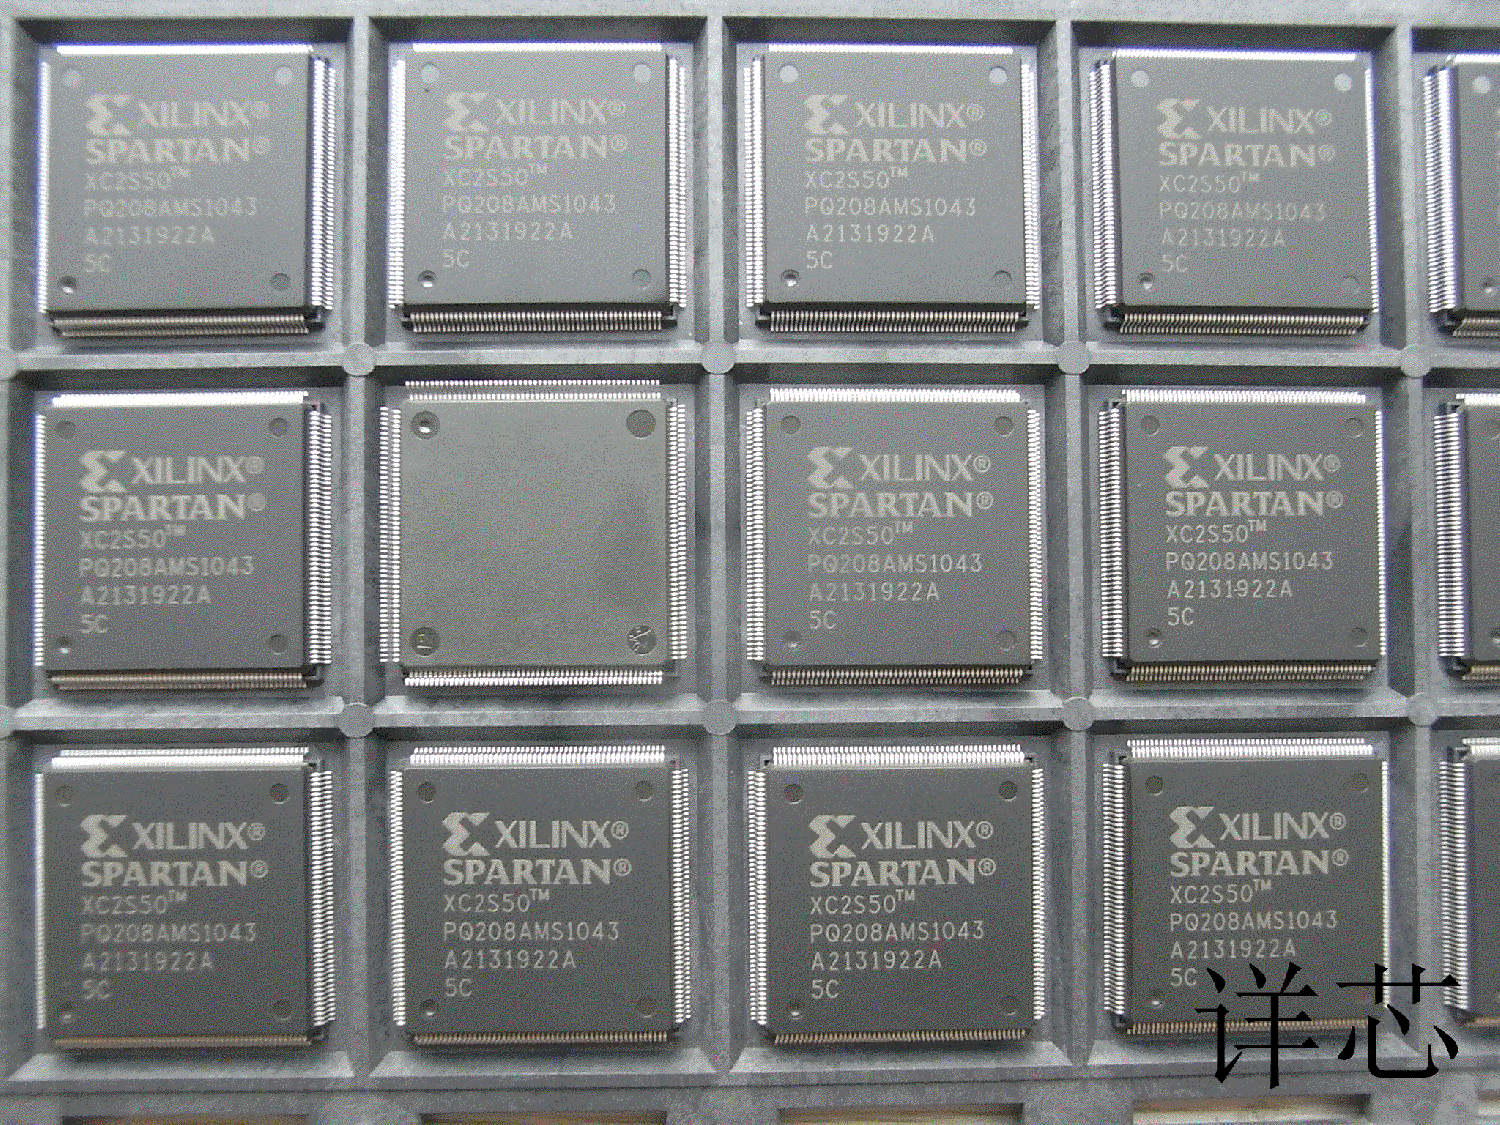 XILINX®
SPARTAN®
XC2S50™
PQ208AMS1043
A2131922A
5C
XILINX®
SPARTAN®
XC2S50™
PQ208AMS1043
A2131922A
5C
XILINX®
SPARTAN®
XC2S50™
PQ208AMS1043
A2131922A
5C
XILINX®
SPARTAN®
XC2S50™
PQ208AMS1043
A2131922A
5C
XILINX®
SPARTAN®
XC2S50™
PQ208AMS1043
A2131922A
5C
XILINX®
SPARTAN®
XC2S50™
PQ208AMS1043
A2131922A
5C
XILINX®
SPARTAN®
XC2S50™
PQ208AMS1043
A2131922A
5C
XILINX®
SPARTAN®
XC2S50™
PQ208AMS1043
A2131922A
5C
XILINX®
SPARTAN®
XC2S50™
PQ208AMS1043
A2131922A
5C
XILINX®
SPARTAN®
XC2S50™
PQ208AMS1043
A2131922A
5C
XILINX®
SPARTAN®
XC2S50™
PQ208AMS1043
A2131922A
5C
详芯